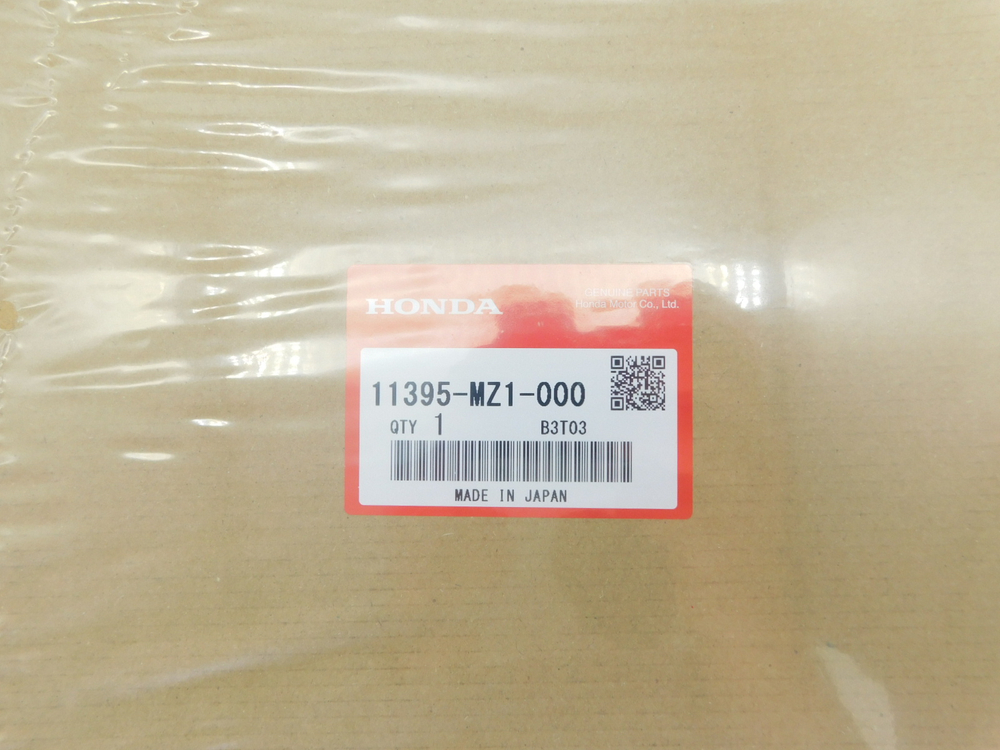 HONDA
GENUINE PARTS
Honda Motor Co., Ltd.
11395-MZ1-000
QTY 1 B3T03
MADE IN JAPAN